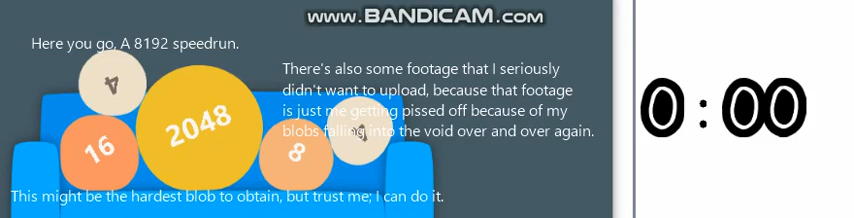 www.BANDICAM.com
Here you go, A 8192 speedrun.
There's also some footage that I seriously
didn't want to upload, because that footage
is just me getting pissed off because of my
blobs falling into the void over and over again.
4
2048
16
8
4
This might be the hardest blob to obtain, but trust me; I can do it.
0:00